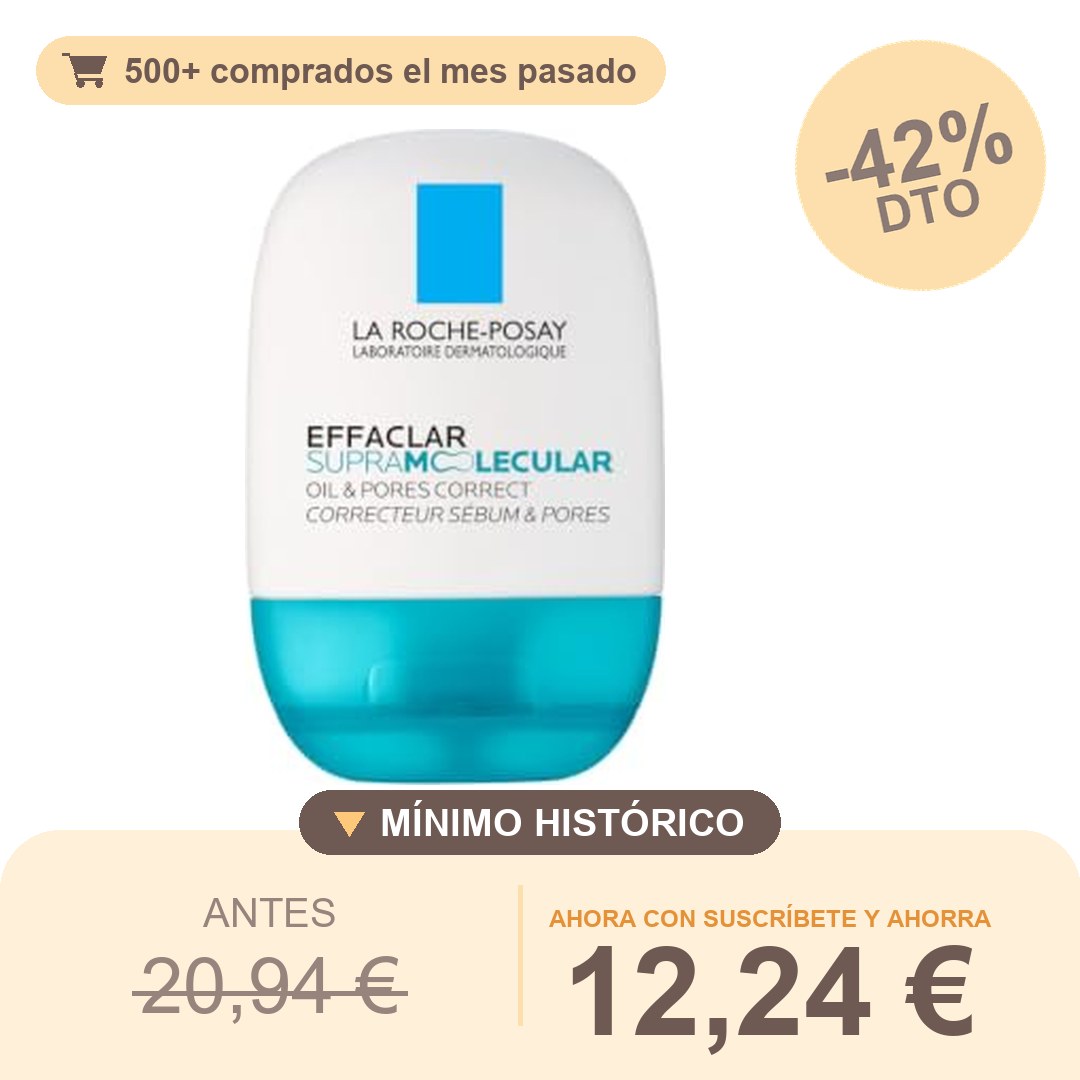 500+ comprados el mes pasado
-42%
DTO
LA ROCHE-POSAY
LABORATOIRE DERMATOLOGIQUE
EFFACLAR
SUPRAMOLECULAR
OIL & PORES CORRECT
CORRECTEUR SÉBUM & PORES
MÍNIMO HISTÓRICO
ANTES
20,94 €
AHORA CON SUSCRÍBETE Y AHORRA
12,24 €